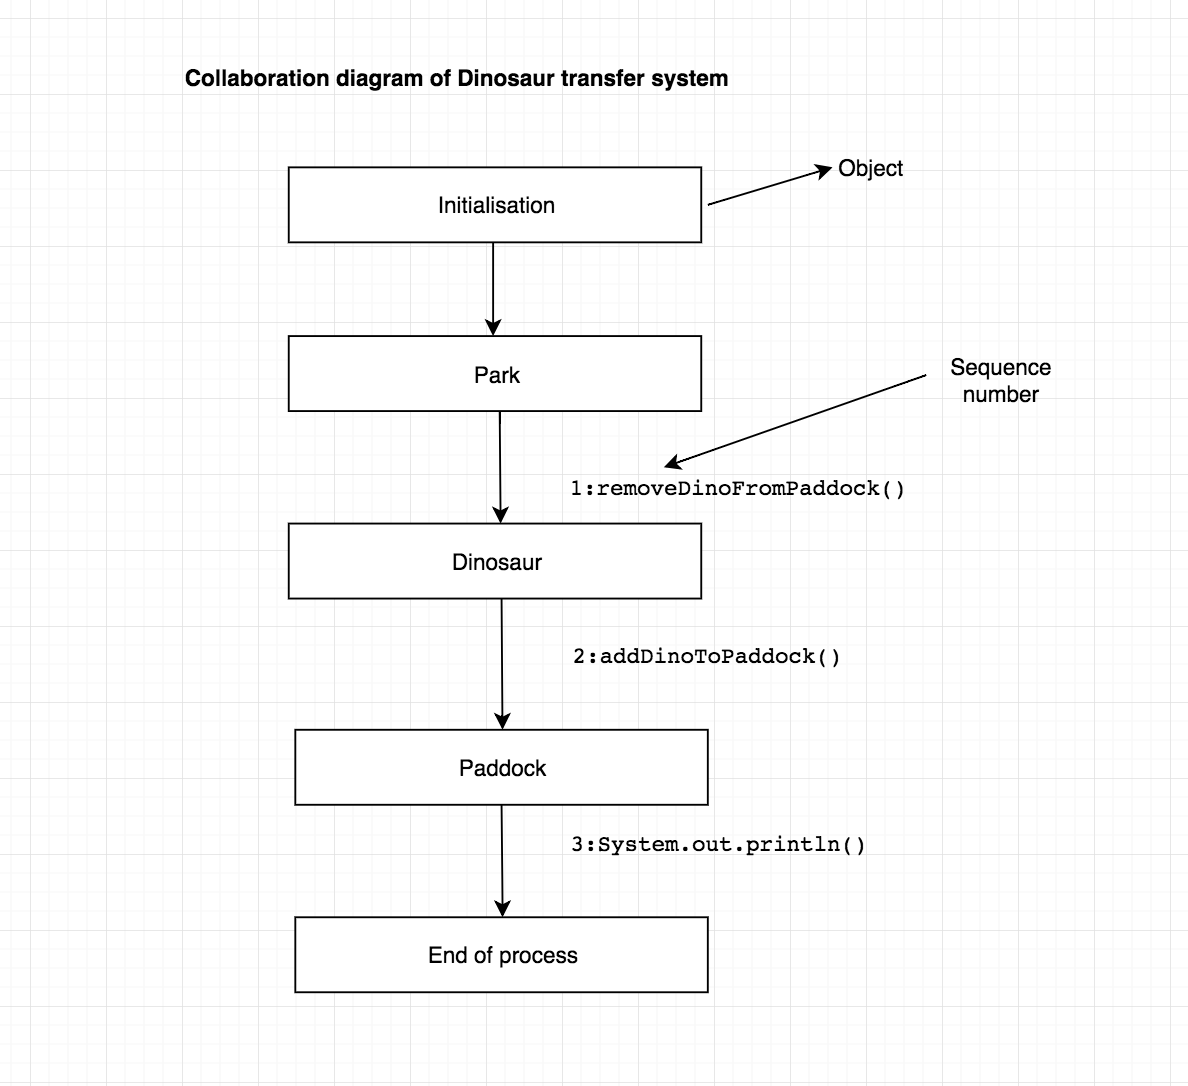 Collaboration diagram of Dinosaur transfer system
Object
Initialisation
Park
Sequence
number
1:removeDinoFromPaddock()
Dinosaur
2:addDinoToPaddock()
Paddock
3:System.out.println()
End of process